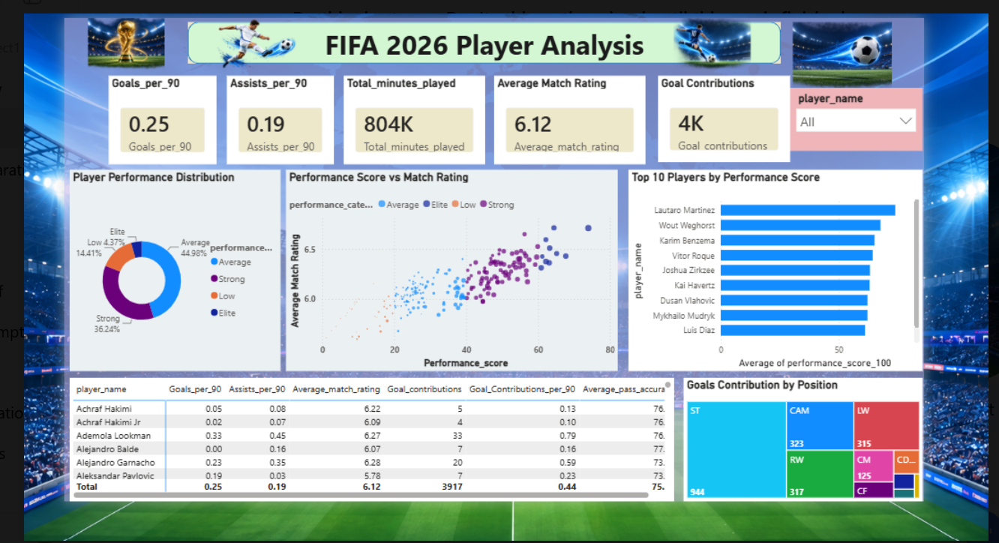 FIFA 2026 Player Analysis
Goals_per_90
0.25
Goals_per_90
Assists_per_90
0.19
Assists_per_90
Total_minutes_played
804K
Total_minutes_played
Average Match Rating
6.12
Average_match_rating
Goal Contributions
4K
Goal_contributions
player_name
All
Player Performance Distribution
Elite
4.37%
Low
14.41%
Average
44.98%
Strong
36.24%
performance...
Average
Strong
Low
Elite
Performance Score vs Match Rating
performance_cate... Average Elite Low Strong
Average Match Rating
6.5
6.0
0 20 40 60 80
Performance_score
Top 10 Players by Performance Score
player_name
Lautaro Martinez
Wout Weghorst
Karim Benzema
Vitor Roque
Joshua Zirkzee
Kai Havertz
Dusan Vlahovic
Mykhailo Mudryk
Luis Diaz
0 50
Average of performance_score_100
player_name Goals_per_90 Assists_per_90 Average_match_rating Goal_contributions Goal_Contributions_per_90 Average_pass_accura
Achraf Hakimi 0.05 0.08 6.22 5 0.13 76.
Achraf Hakimi Jr 0.02 0.07 6.09 4 0.10 76.
Ademola Lookman 0.33 0.45 6.27 33 0.79 76.
Alejandro Balde 0.00 0.16 6.07 7 0.16 77.
Alejandro Garnacho 0.23 0.35 6.28 20 0.59 73.
Aleksandar Pavlovic 0.19 0.03 5.78 7 0.23 73.
Total 0.25 0.19 6.12 3917 0.44 75.
Goals Contribution by Position
ST
944
CAM
323
LW
315
RW
317
CM
125
CD...
CF